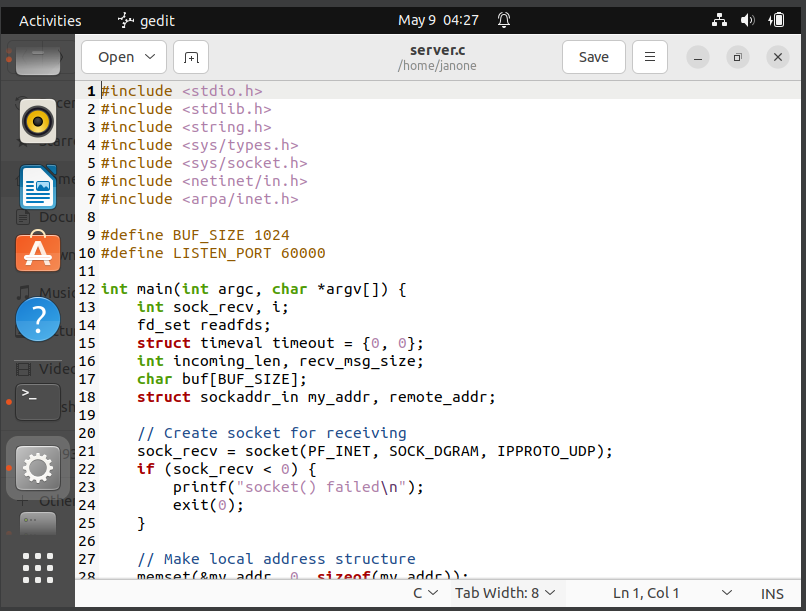 Activities gedit May 9 04:27
Open server.c Save
/home/janone
1 #include <stdio.h>
2 #include <stdlib.h>
3 #include <string.h>
4 #include <sys/types.h>
5 #include <sys/socket.h>
6 #include <netinet/in.h>
7 #include <arpa/inet.h>
8
9 #define BUF_SIZE 1024
10 #define LISTEN_PORT 60000
11
12 int main(int argc, char *argv[]) {
13     int sock_recv, i;
14     fd_set readfds;
15     struct timeval timeout = {0, 0};
16     int incoming_len, recv_msg_size;
17     char buf[BUF_SIZE];
18     struct sockaddr_in my_addr, remote_addr;
19
20     // Create socket for receiving
21     sock_recv = socket(PF_INET, SOCK_DGRAM, IPPROTO_UDP);
22     if (sock_recv < 0) {
23         printf("socket() failed\n");
24         exit(0);
25     }
26
27     // Make local address structure
28     memset(&my_addr, 0, sizeof(my_addr));
C Tab Width: 8 Ln 1, Col 1 INS